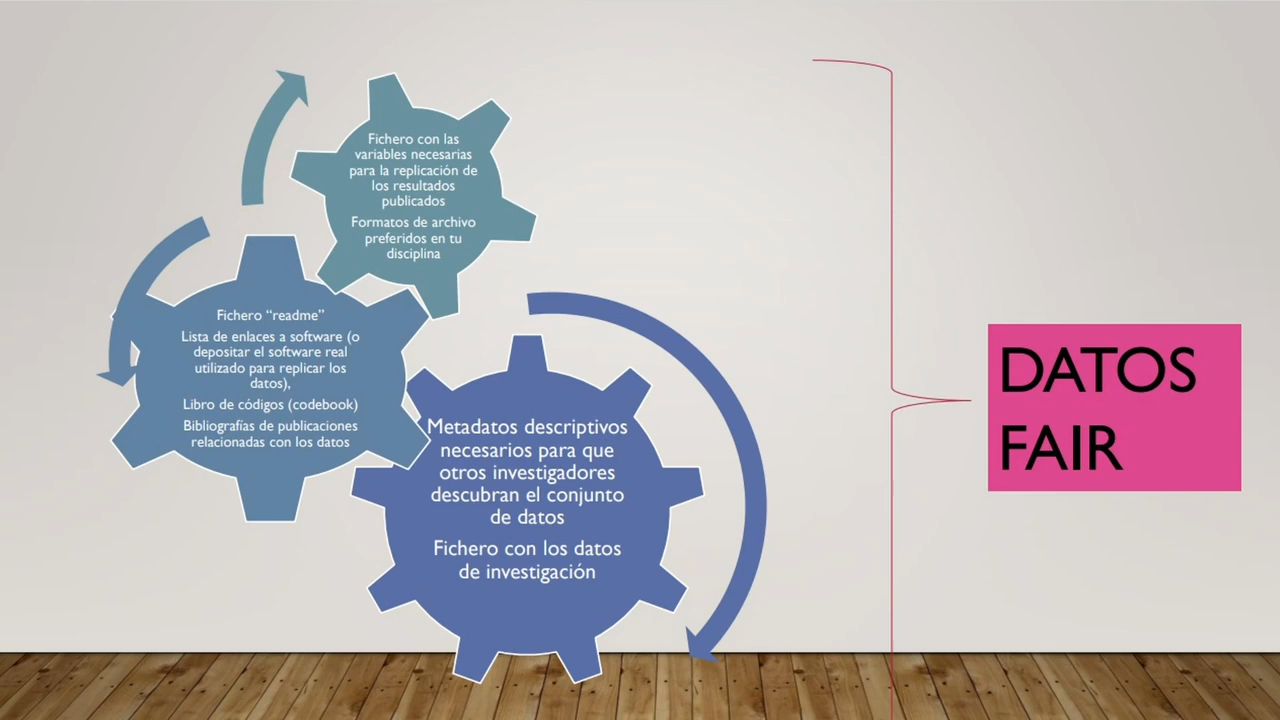 Fichero con las
variables necesarias
para la replicación de
los resultados
publicados
Formatos de archivo
preferidos en tu
disciplina
Fichero “readme”
Lista de enlaces a software (o
depositar el software real
utilizado para replicar los
datos),
Libro de códigos (codebook)
Bibliografías de publicaciones
relacionadas con los datos
Metadatos descriptivos
necesarios para que
otros investigadores
descubran el conjunto
de datos
Fichero con los datos
de investigación
DATOS
FAIR